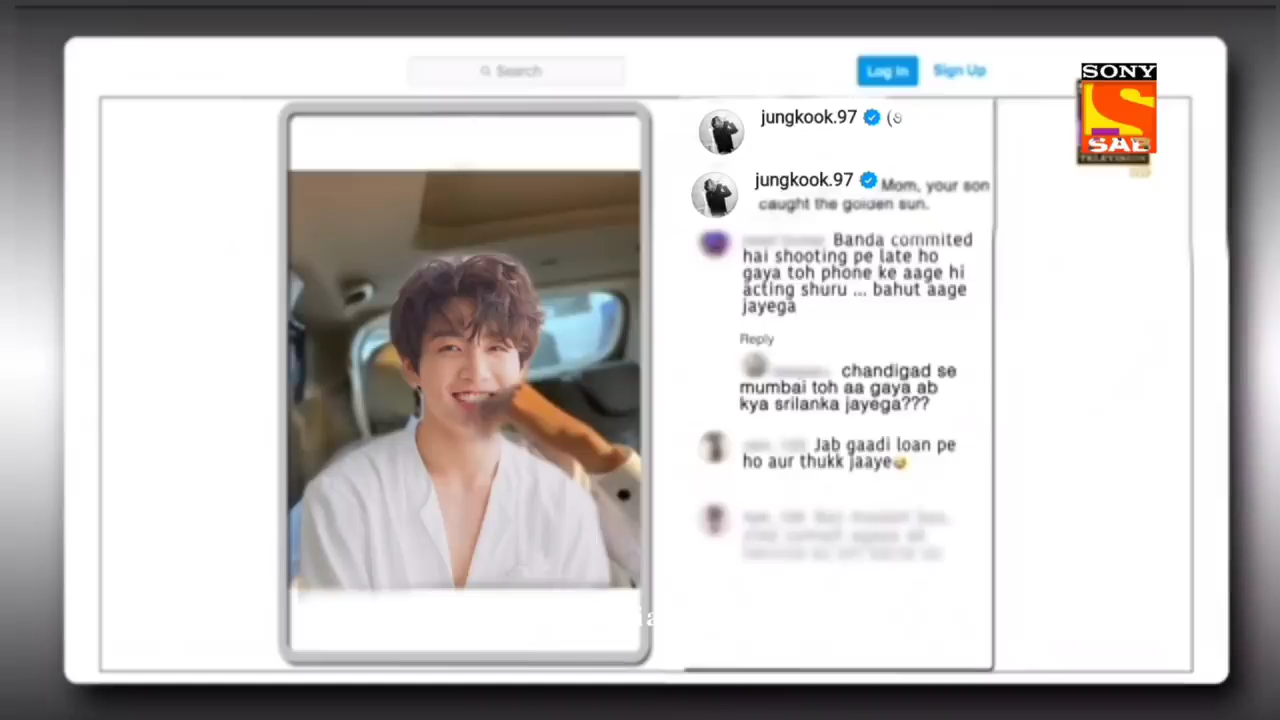 Search
Log In
Sign Up
SONY
SAB
TELEVISION
jungkook.97
jungkook.97 Mom, your son
caught the golden sun.
Banda commited
hai shooting pe late ho
gaya toh phone ke aage hi
acting shuru ... bahut aage
jayega
Reply
chandigad se
mumbai toh aa gaya ab
kya srilanka jayega???
Jab gaadi loan pe
ho aur thukk jaaye😂